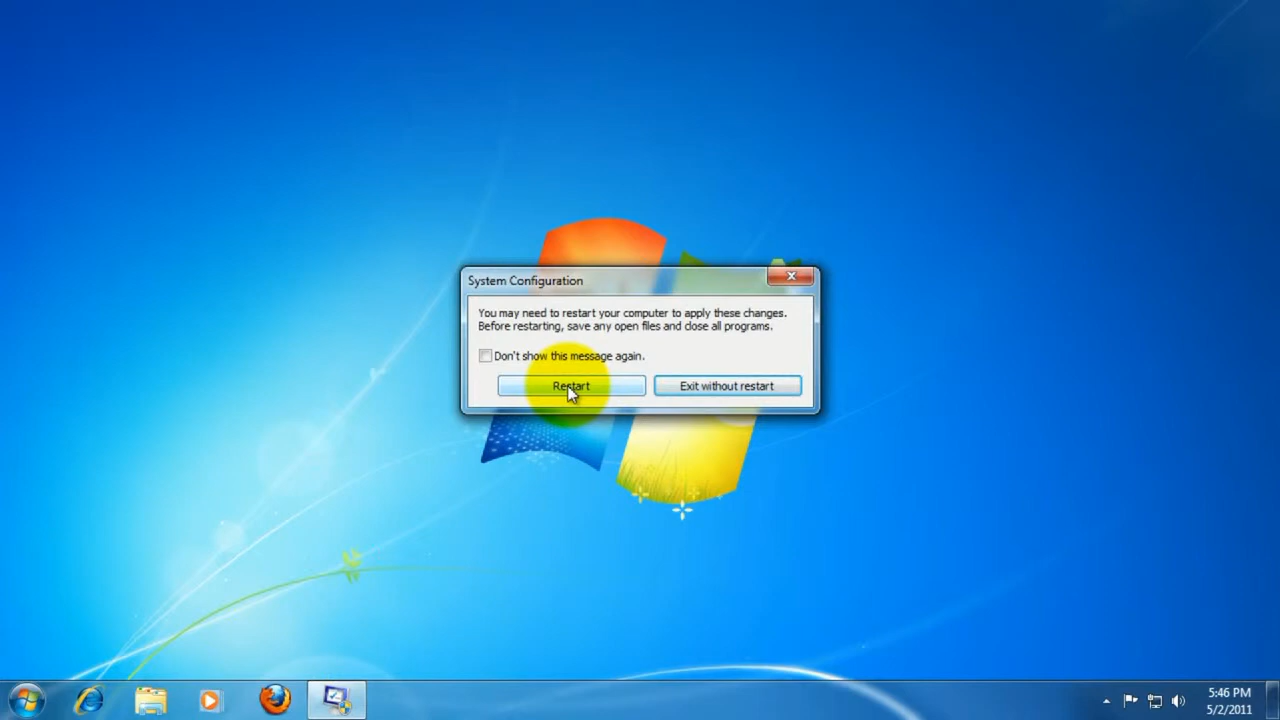 System Configuration
You may need to restart your computer to apply these changes.
Before restarting, save any open files and close all programs.
Don't show this message again.
Restart
Exit without restart
5:46 PM
5/2/2011